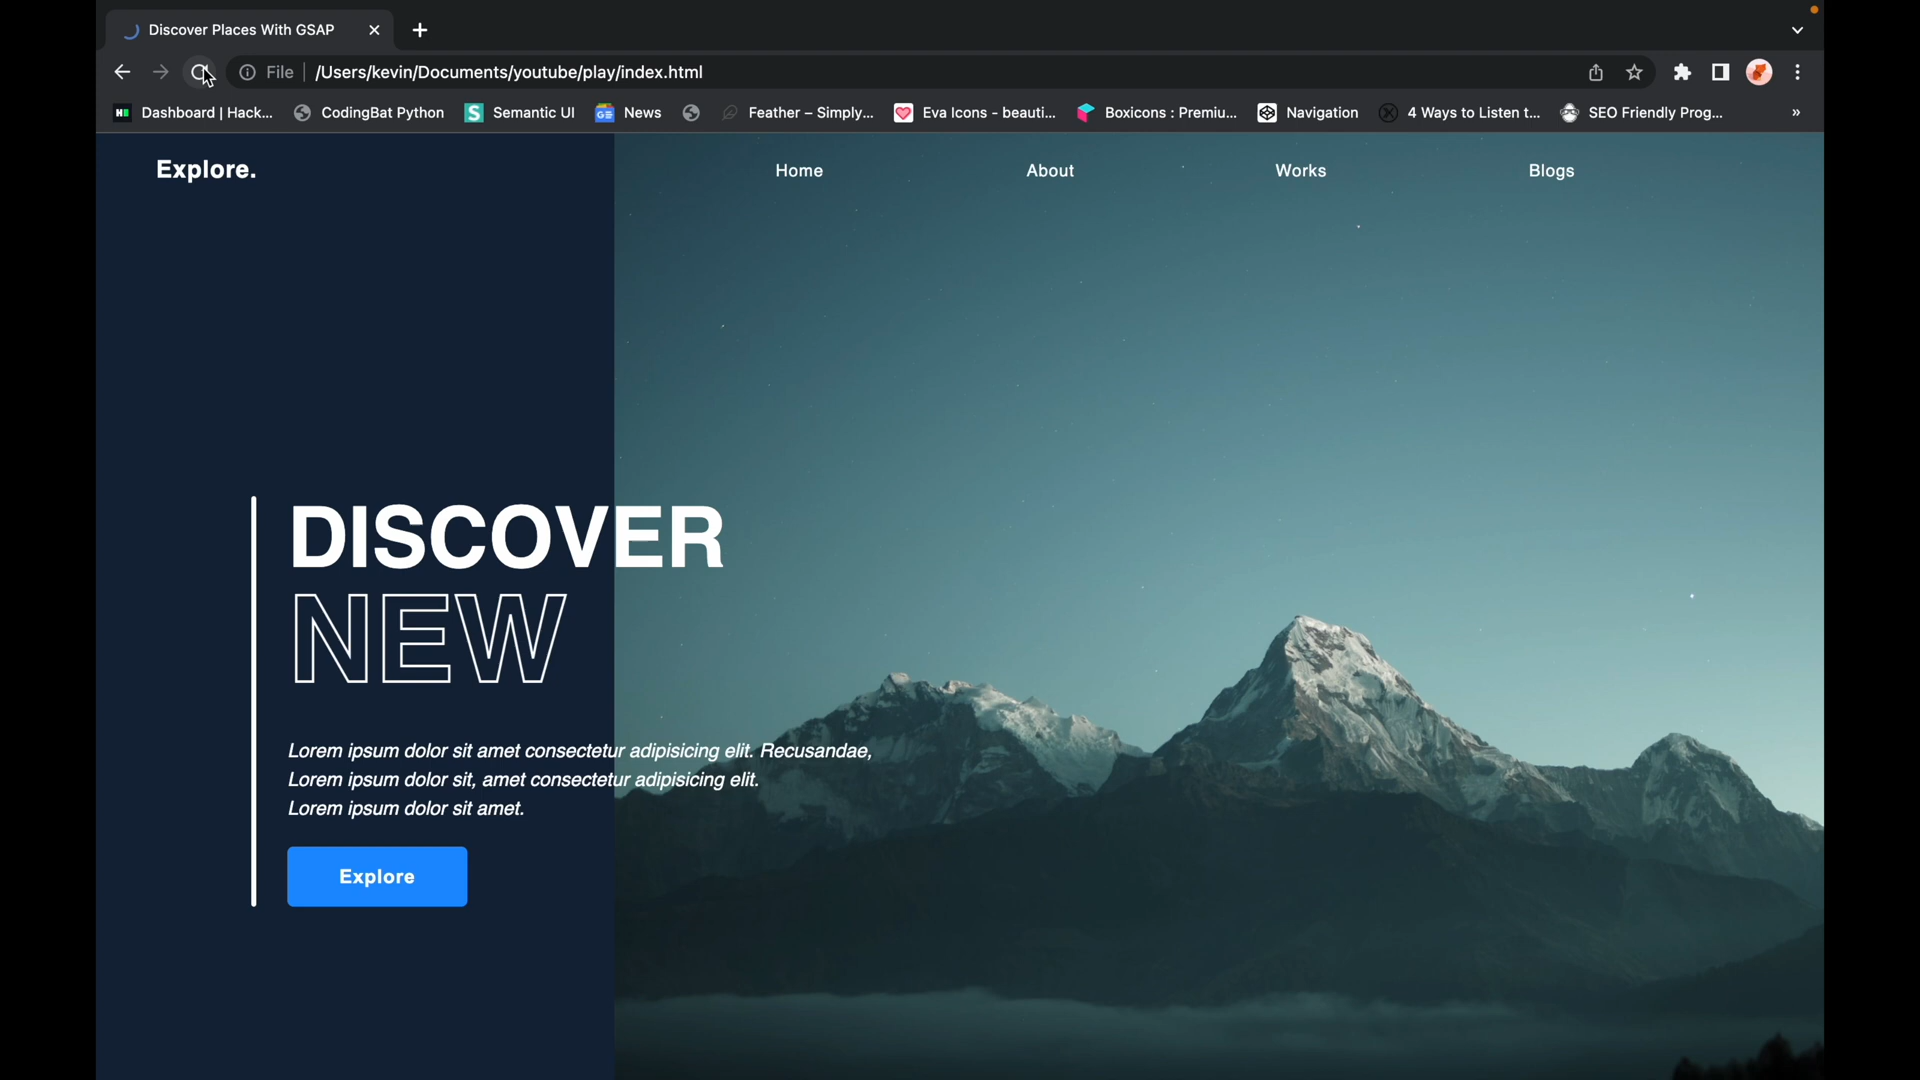 Discover Places With GSAP
File
/Users/kevin/Documents/youtube/play/index.html
Dashboard | Hack...
CodingBat Python
Semantic UI
News
Feather – Simply...
Eva Icons - beauti...
Boxicons : Premiu...
Navigation
4 Ways to Listen t...
SEO Friendly Prog...
»
Explore.
Home
About
Works
Blogs
DISCOVER
NEW
Lorem ipsum dolor sit amet consectetur adipisicing elit. Recusandae,
Lorem ipsum dolor sit, amet consectetur adipisicing elit.
Lorem ipsum dolor sit amet.
Explore